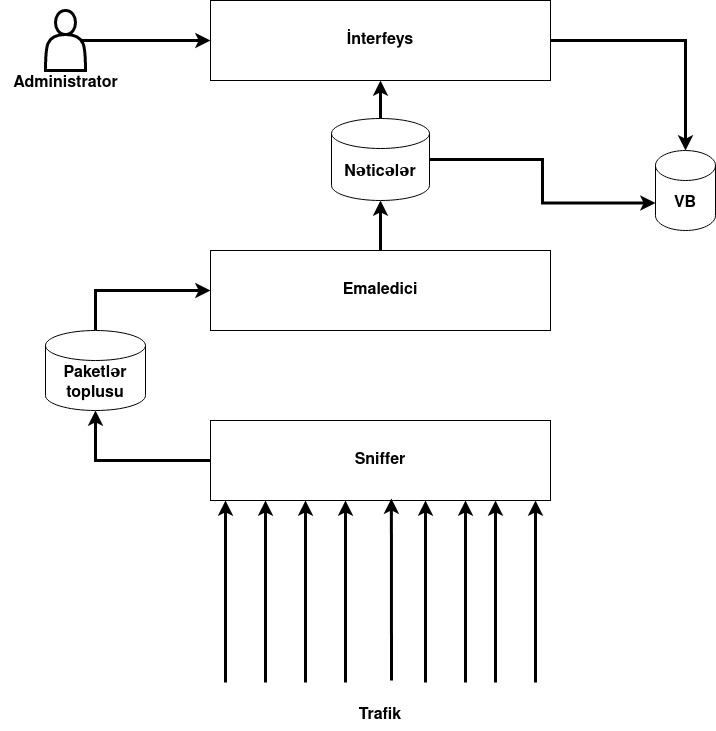 İnterfeys
Administrator
Nəticələr
VB
Emaledici
Paketlər
toplusu
Sniffer
Trafik